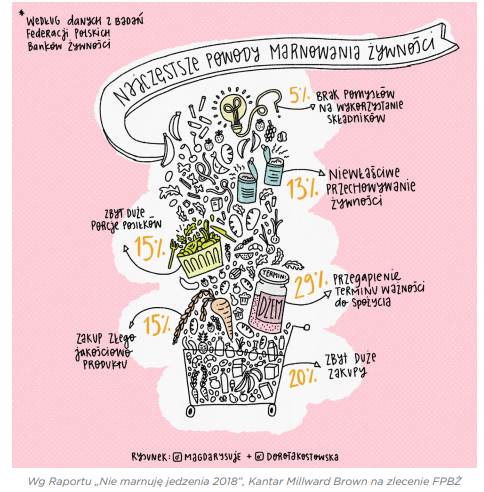 * WEDŁUG DANYCH Z BADAŃ
FEDERACJI POLSKICH
BANKÓW ŻYWNOŚCI
NAJCZĘSTSZE POWODY MARNOWANIA ŻYWNOŚCI*
5% BRAK POMYSŁÓW
NA WYKORZYSTANIE
SKŁADNIKÓW
13% NIEWŁAŚCIWE
PRZECHOWYWANIE
ŻYWNOŚCI
ZBYT DUŻE
PORCJE POSIŁKÓW
15%
TERMIN!
DŻEM
29% PRZEGAPIENIE
TERMINU WAŻNOŚCI
DO SPOŻYCIA
15%
ZAKUP ZŁEGO
JAKOŚCIOWO
PRODUKTU
20% ZBYT DUŻE
ZAKUPY
RYSUNEK: MAGDARYSUJE + DOROTAKOSTOWSKA
Wg Raportu „Nie marnuję jedzenia 2018”, Kantar Millward Brown na zlecenie FPBŻ